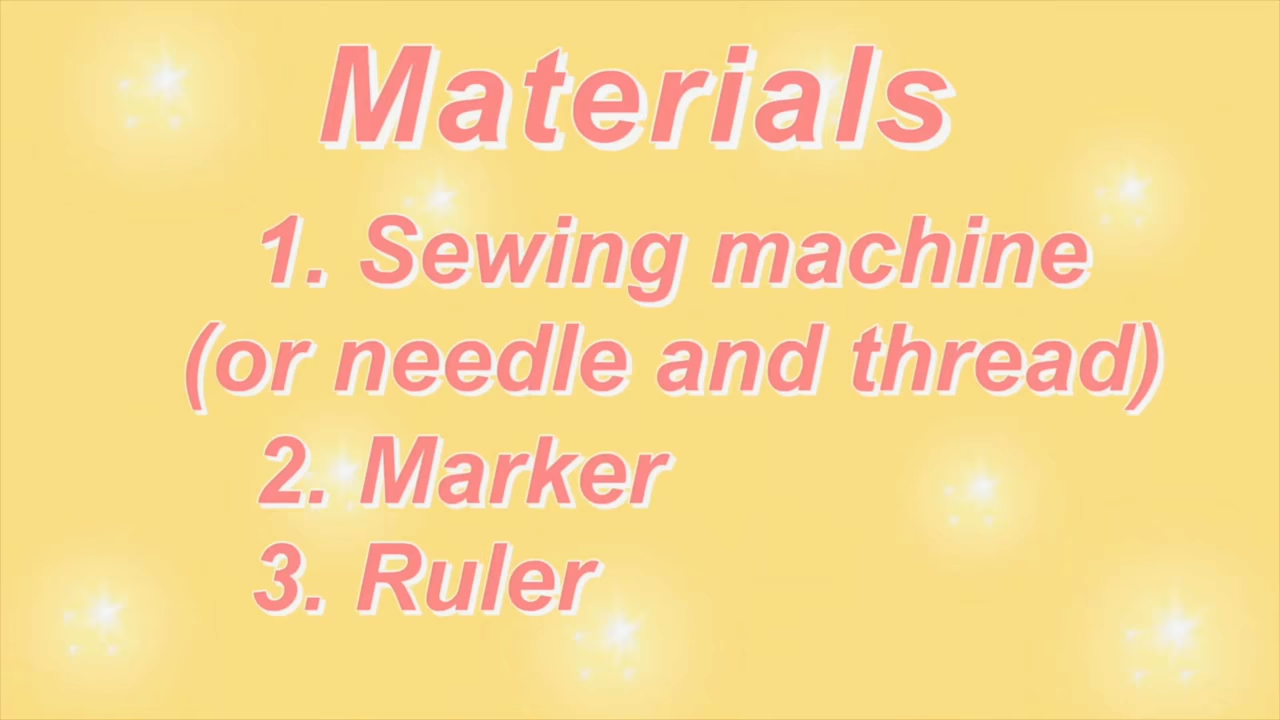 Materials
1. Sewing machine
(or needle and thread)
2. Marker
3. Ruler